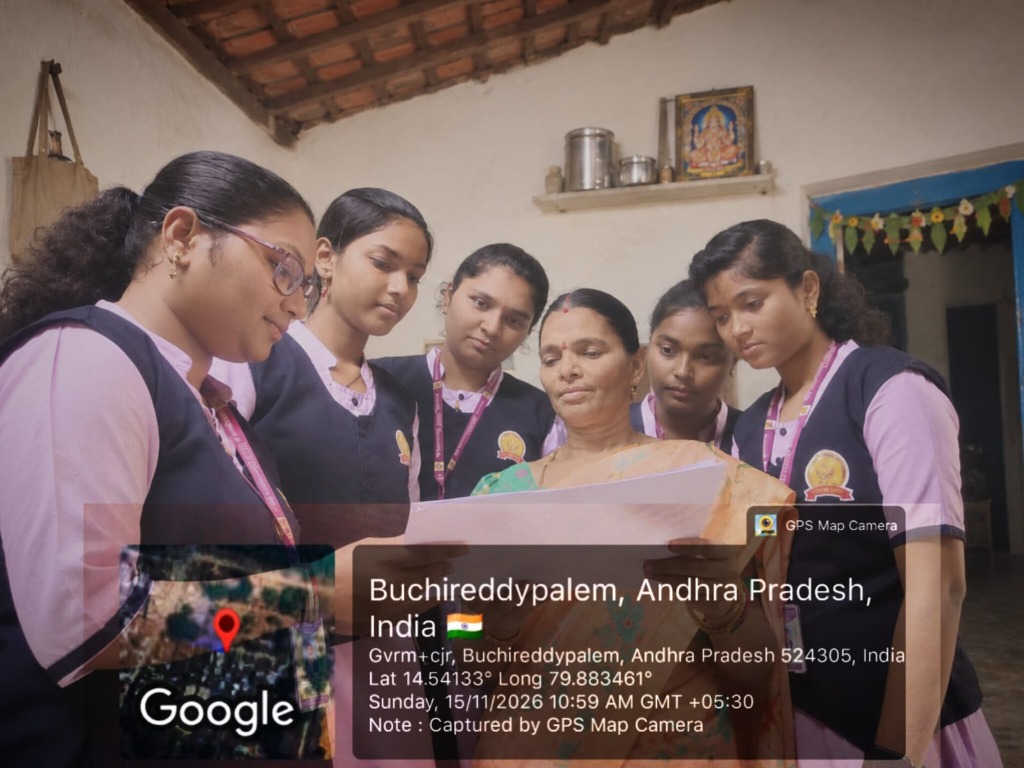 GPS Map Camera
Buchireddypalem, Andhra Pradesh,
India
Gvrm+cjr, Buchireddypalem, Andhra Pradesh 524305, India
Lat 14.54133° Long 79.883461°
Sunday, 15/11/2026 10:59 AM GMT +05:30
Note : Captured by GPS Map Camera
Google